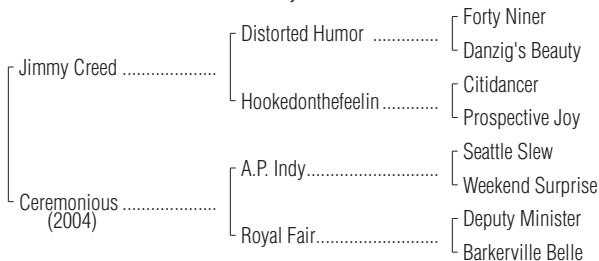 Forty Niner
Distorted Humor ..............
Danzig's Beauty
Jimmy Creed ....................
Citidancer
Hookedonthefeelin ............
Prospective Joy
Seattle Slew
A.P. Indy............................
Weekend Surprise
Ceremonious ....................
(2004)
Deputy Minister
Royal Fair..........................
Barkerville Belle